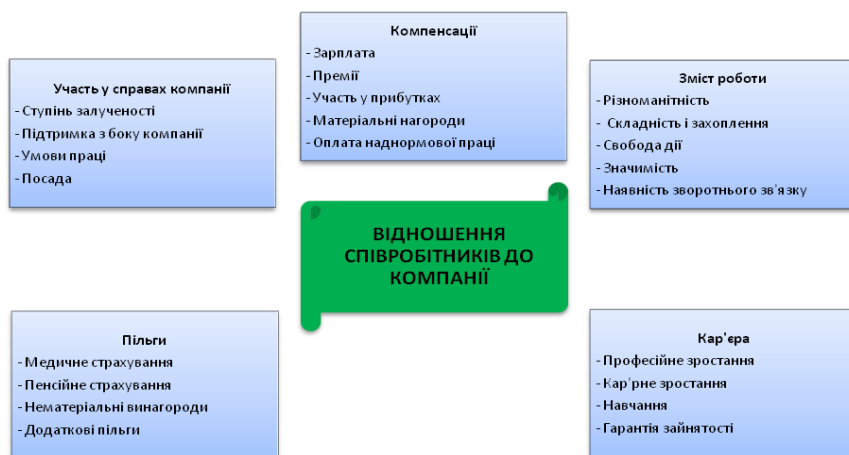 Компенсації
- Зарплата
- Премії
- Участь у прибутках
- Матеріальні нагороди
- Оплата наднормової праці
Участь у справах компанії
- Ступінь залученості
- Підтримка з боку компанії
- Умови праці
- Посада
Зміст роботи
- Різноманітність
- Складність і захоплення
- Свобода дії
- Значимість
- Наявність зворотнього зв'язку
ВІДНОШЕННЯ
СПІВРОБІТНИКІВ ДО
КОМПАНІЇ
Пільги
- Медичне страхування
- Пенсійне страхування
- Нематеріальні винагороди
- Додаткові пільги
Кар'єра
- Професійне зростання
- Кар'рне зростання
- Навчання
- Гарантія зайнятості